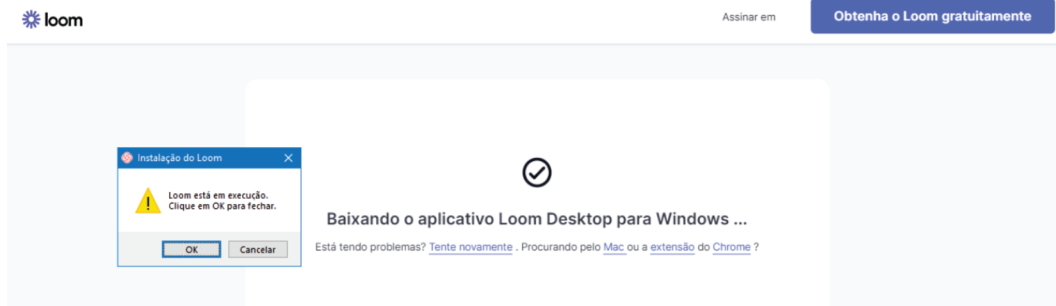 loom
Assinar em
Obtenha o Loom gratuitamente
Instalação do Loom
Loom está em execução.
Clique em OK para fechar.
OK
Cancelar
Baixando o aplicativo Loom Desktop para Windows ...
Está tendo problemas? Tente novamente . Procurando pelo Mac ou a extensão do Chrome ?